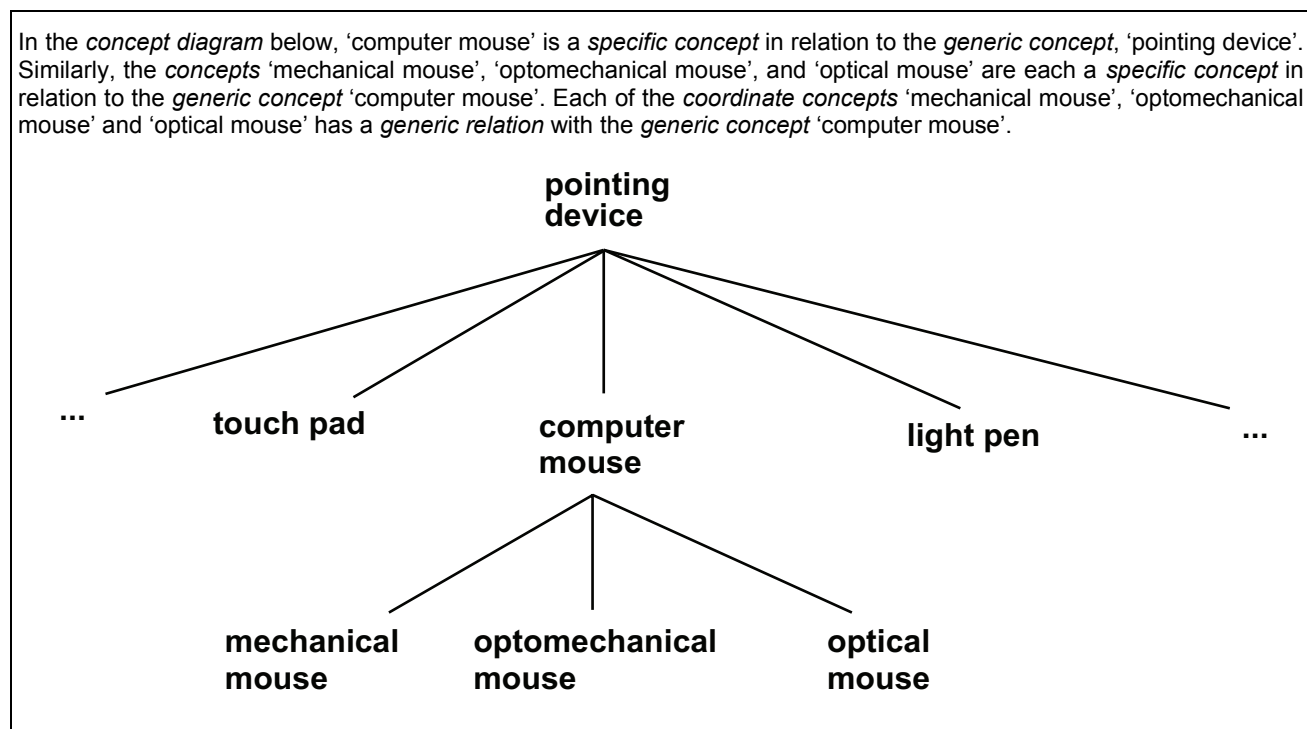 In the concept diagram below, ‘computer mouse’ is a specific concept in relation to the generic concept, ‘pointing device’.
Similarly, the concepts ‘mechanical mouse’, ‘optomechanical mouse’, and ‘optical mouse’ are each a specific concept in
relation to the generic concept ‘computer mouse’. Each of the coordinate concepts ‘mechanical mouse’, ‘optomechanical
mouse’ and ‘optical mouse’ has a generic relation with the generic concept ‘computer mouse’.
pointing
device
...
touch pad
computer
mouse
light pen
...
mechanical
mouse
optomechanical
mouse
optical
mouse